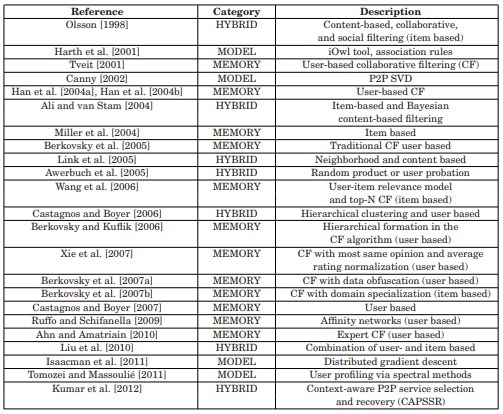 Reference Category Description
Olsson [1998] HYBRID Content-based, collaborative,
and social filtering (item based)
Harth et al. [2001] MODEL iOwl tool, association rules
Tveit [2001] MEMORY User-based collaborative filtering (CF)
Canny [2002] MODEL P2P SVD
Han et al. [2004a], Han et al. [2004b] MEMORY User-based CF
Ali and van Stam [2004] HYBRID Item-based and Bayesian
content-based filtering
Miller et al. [2004] MEMORY Item based
Berkovsky et al. [2005] MEMORY Traditional CF user based
Link et al. [2005] HYBRID Neighborhood and content based
Awerbuch et al. [2005] HYBRID Random product or user probation
Wang et al. [2006] MEMORY User-item relevance model
and top-N CF (item based)
Castagnos and Boyer [2006] HYBRID Hierarchical clustering and user based
Berkovsky and Kuflik [2006] MEMORY Hierarchical formation in the
CF algorithm (user based)
Xie et al. [2007] MEMORY CF with most same opinion and average
rating normalization (user based)
Berkovsky et al. [2007a] MEMORY CF with data obfuscation (user based)
Berkovsky et al. [2007b] MEMORY CF with domain specialization (item based)
Castagnos and Boyer [2007] MEMORY User based
Ruffo and Schifanella [2009] MEMORY Affinity networks (user based)
Ahn and Amatriain [2010] MEMORY Expert CF (user based)
Liu et al. [2010] HYBRID Combination of user- and item based
Isaacman et al. [2011] MODEL Distributed gradient descent
Tomozei and Massoulié [2011] MODEL User profiling via spectral methods
Kumar et al. [2012] HYBRID Context-aware P2P service selection
and recovery (CAPSSR)